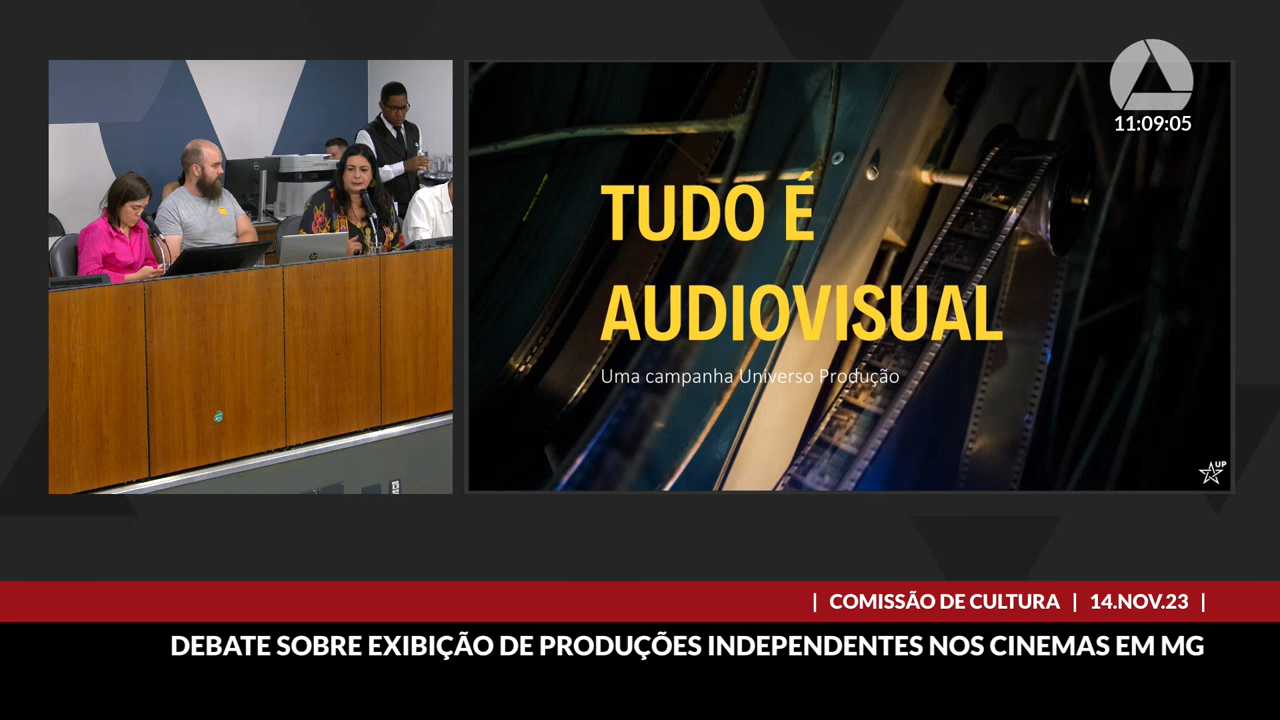 11:09:05
TUDO É
AUDIOVISUAL
Uma campanha Universo Produção
UP
| COMISSÃO DE CULTURA | 14.NOV.23 |
DEBATE SOBRE EXIBIÇÃO DE PRODUÇÕES INDEPENDENTES NOS CINEMAS EM MG